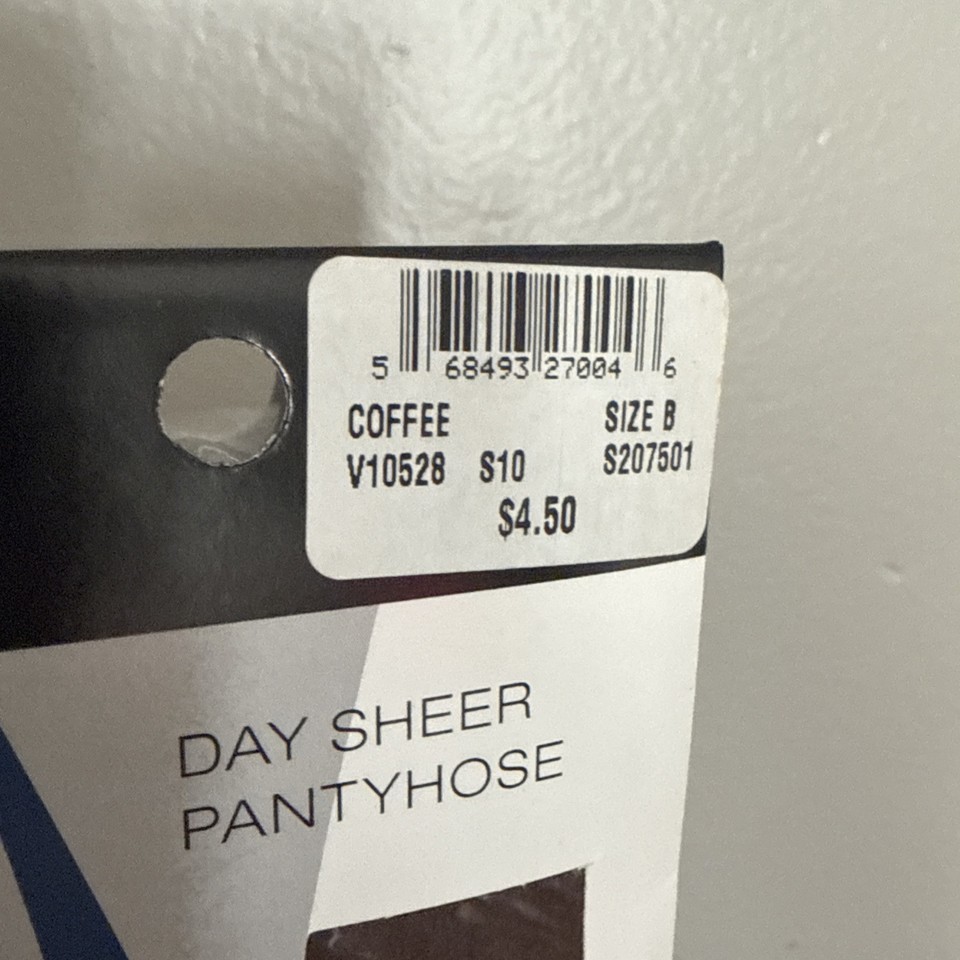 5 68493 27004 6
COFFEE SIZE B
V10528 S10 S207501
$4.50
DAY SHEER
PANTYHOSE